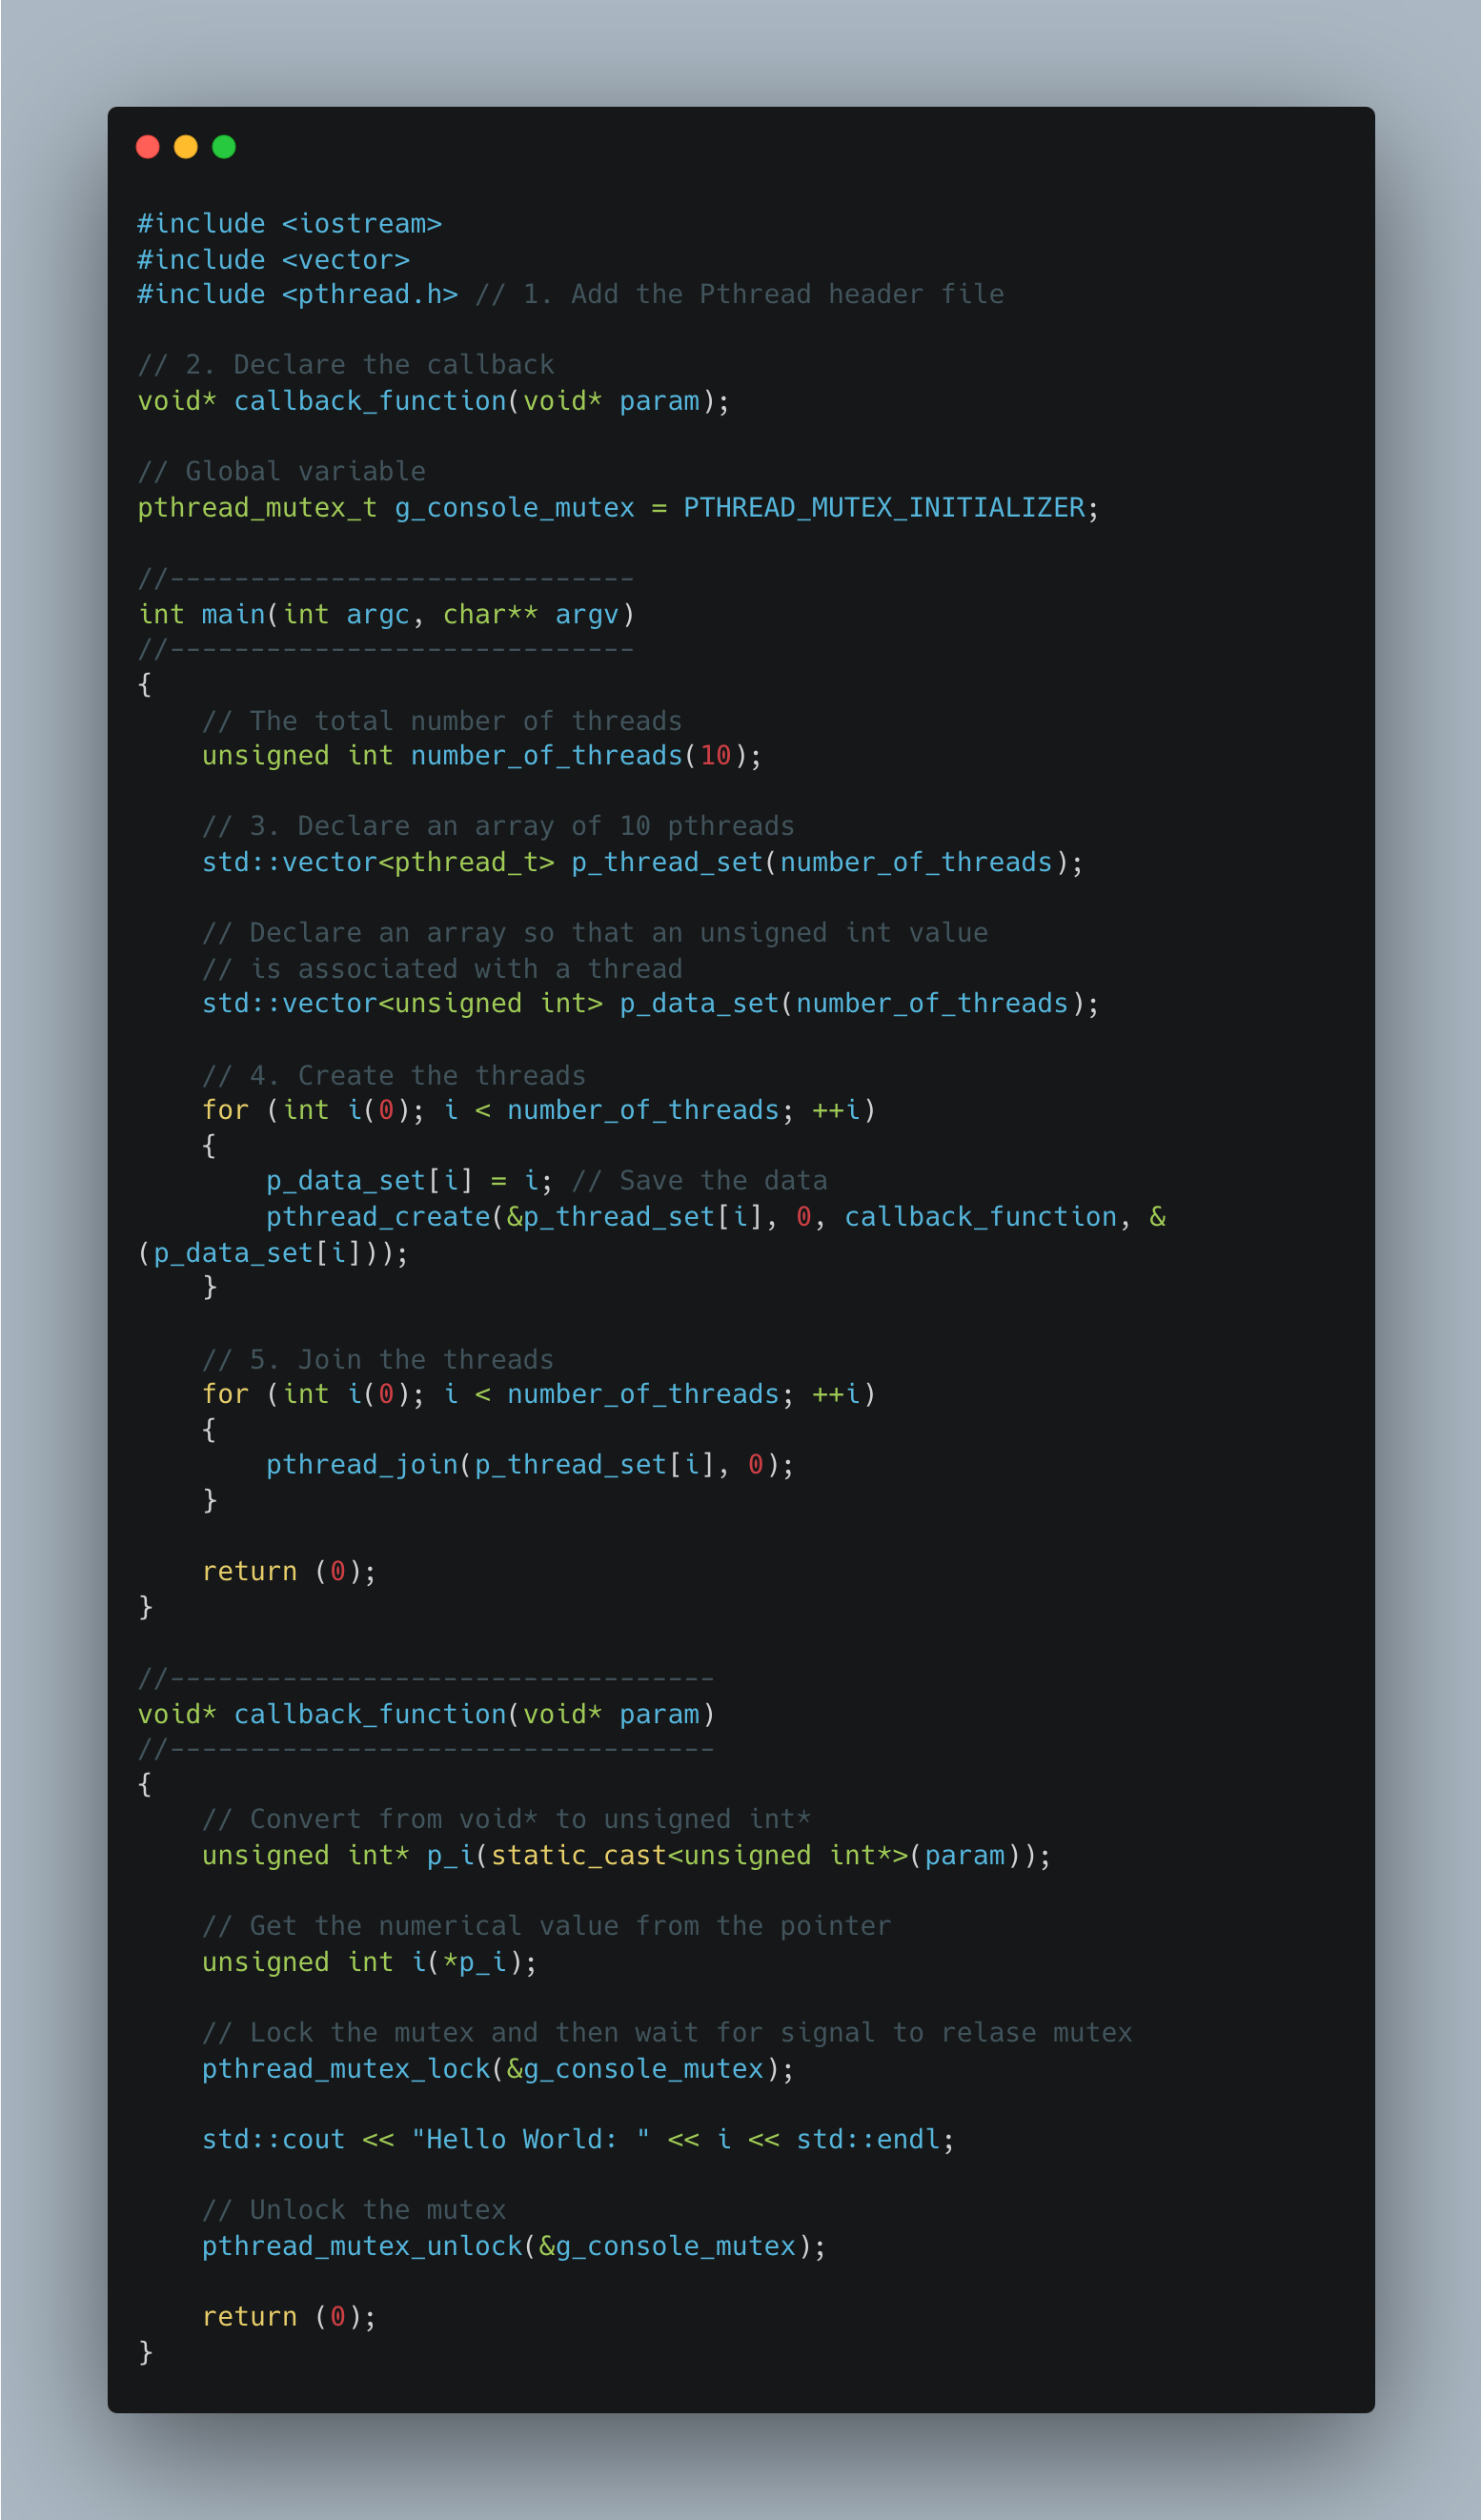 #include <iostream>
#include <vector>
#include <pthread.h> // 1. Add the Pthread header file

// 2. Declare the callback
void* callback_function(void* param);

// Global variable
pthread_mutex_t g_console_mutex = PTHREAD_MUTEX_INITIALIZER;

//-----------------------------
int main(int argc, char** argv)
//-----------------------------
{
    // The total number of threads
    unsigned int number_of_threads(10);

    // 3. Declare an array of 10 pthreads
    std::vector<pthread_t> p_thread_set(number_of_threads);

    // Declare an array so that an unsigned int value
    // is associated with a thread
    std::vector<unsigned int> p_data_set(number_of_threads);

    // 4. Create the threads
    for (int i(0); i < number_of_threads; ++i)
    {
        p_data_set[i] = i; // Save the data
        pthread_create(&p_thread_set[i], 0, callback_function, &
(p_data_set[i]));
    }

    // 5. Join the threads
    for (int i(0); i < number_of_threads; ++i)
    {
        pthread_join(p_thread_set[i], 0);
    }

    return (0);
}

//----------------------------------
void* callback_function(void* param)
//----------------------------------
{
    // Convert from void* to unsigned int*
    unsigned int* p_i(static_cast<unsigned int*>(param));

    // Get the numerical value from the pointer
    unsigned int i(*p_i);

    // Lock the mutex and then wait for signal to relase mutex
    pthread_mutex_lock(&g_console_mutex);

    std::cout << "Hello World: " << i << std::endl;

    // Unlock the mutex
    pthread_mutex_unlock(&g_console_mutex);

    return (0);
}